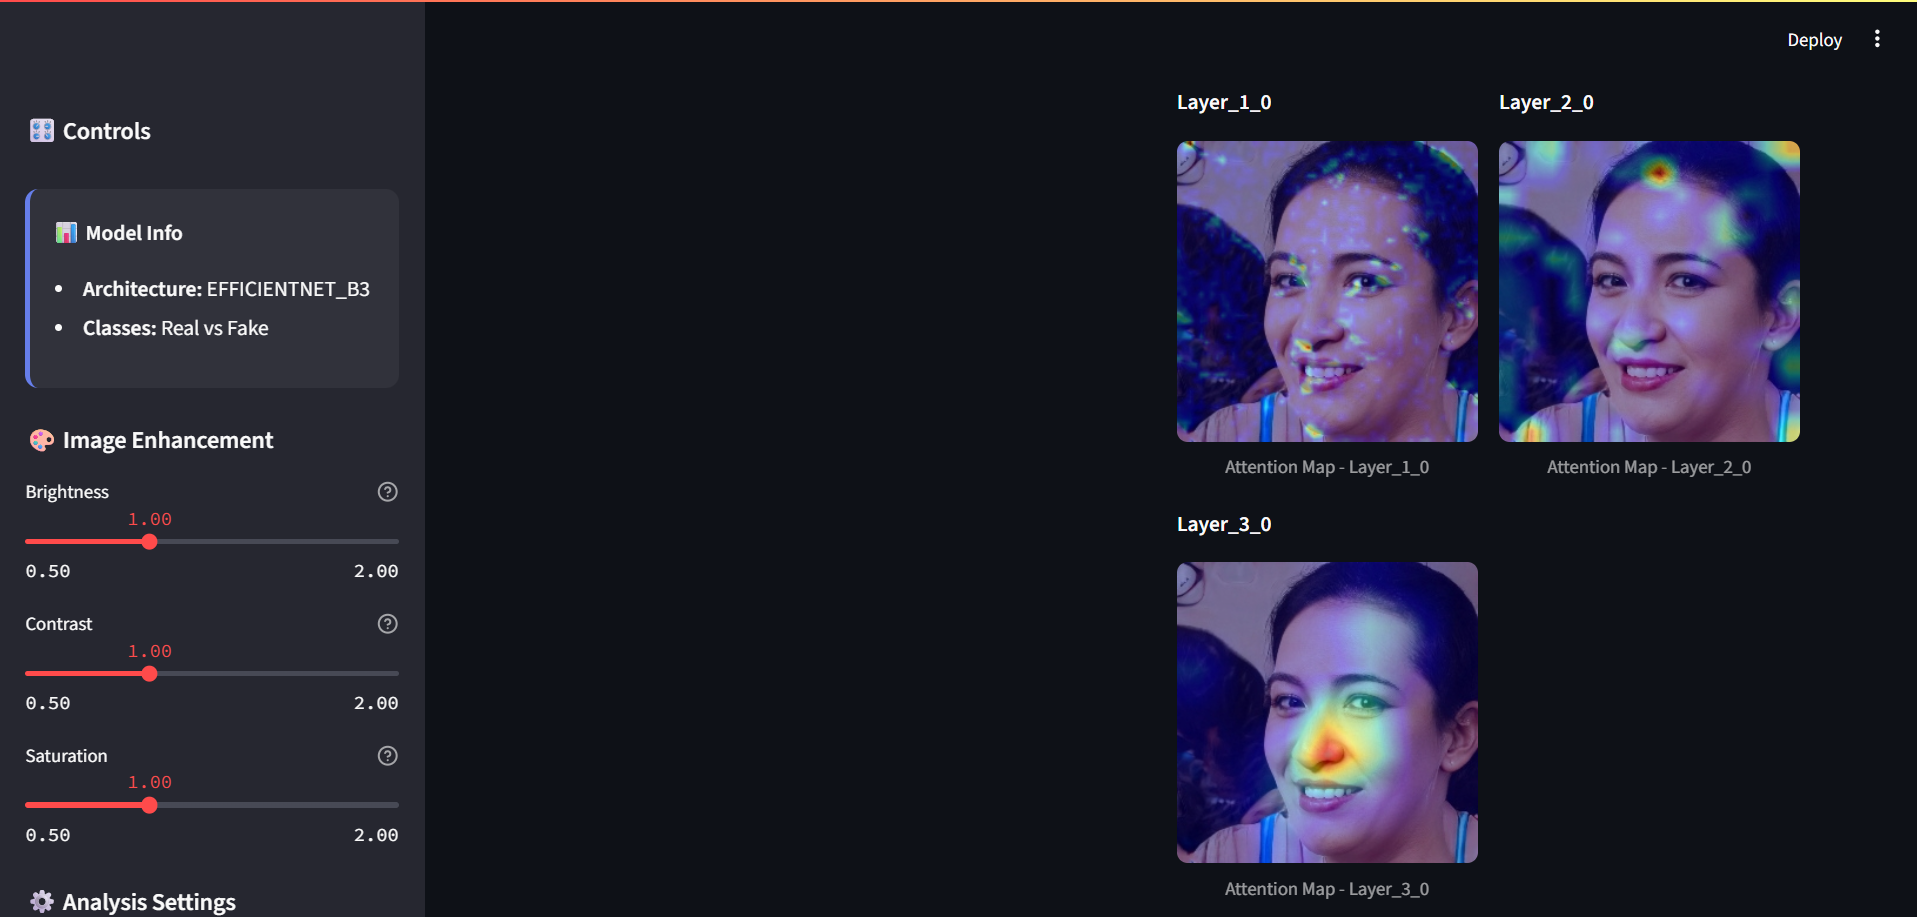 Deploy
Controls
Model Info
• Architecture: EFFICIENTNET_B3
• Classes: Real vs Fake
Image Enhancement
Brightness
1.00
0.50 2.00
Contrast
1.00
0.50 2.00
Saturation
1.00
0.50 2.00
Analysis Settings
Layer_1_0
Attention Map - Layer_1_0
Layer_2_0
Attention Map - Layer_2_0
Layer_3_0
Attention Map - Layer_3_0